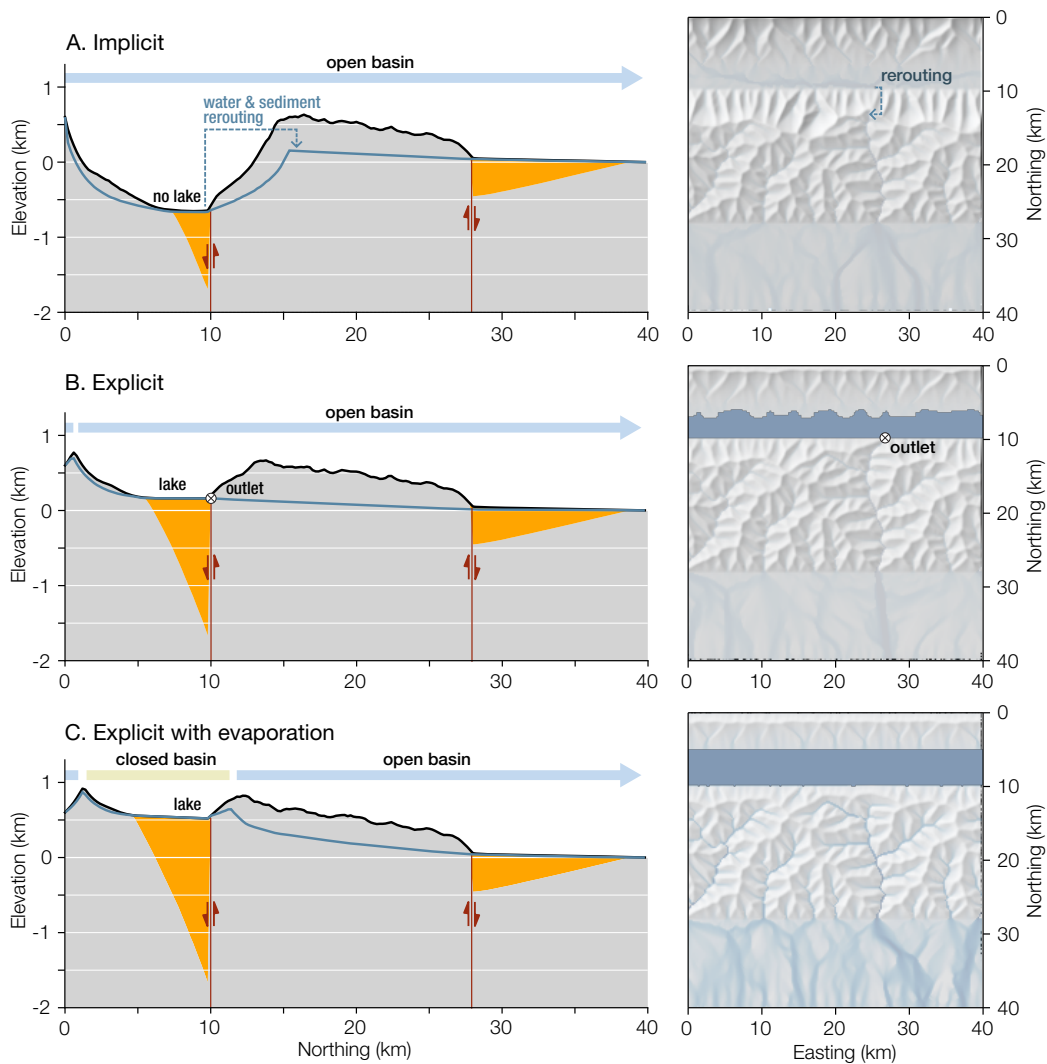 A. Implicit
open basin
water & sediment
rerouting
no lake
Elevation (km)
1
0
-1
-2
0
10
20
30
40
rerouting
0
10
20
30
40
Northing (km)
0
10
20
30
40
B. Explicit
open basin
lake
outlet
Elevation (km)
1
0
-1
-2
0
10
20
30
40
outlet
0
10
20
30
40
Northing (km)
0
10
20
30
40
C. Explicit with evaporation
closed basin
open basin
lake
Elevation (km)
1
0
-1
-2
0
10
20
30
40
Northing (km)
0
10
20
30
40
Northing (km)
0
10
20
30
40
Easting (km)